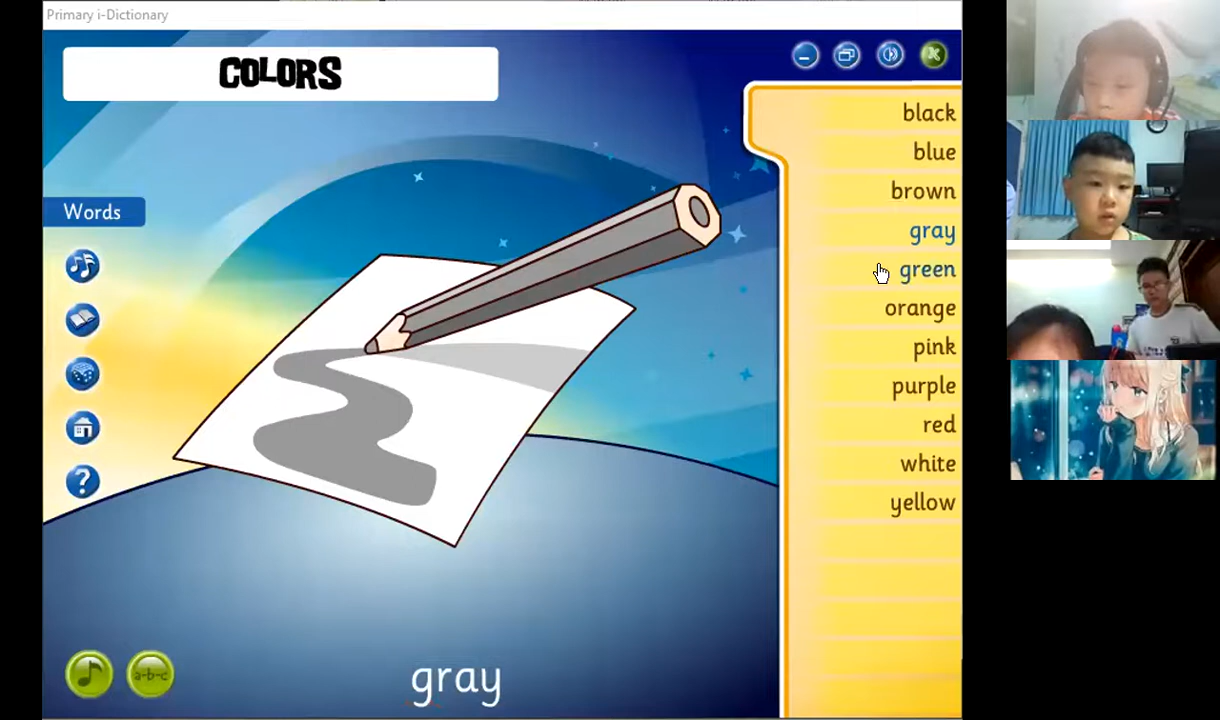 Primary i-Dictionary
COLORS
Words
black
blue
brown
gray
green
orange
pink
purple
red
white
yellow
?
a-b-c
gray